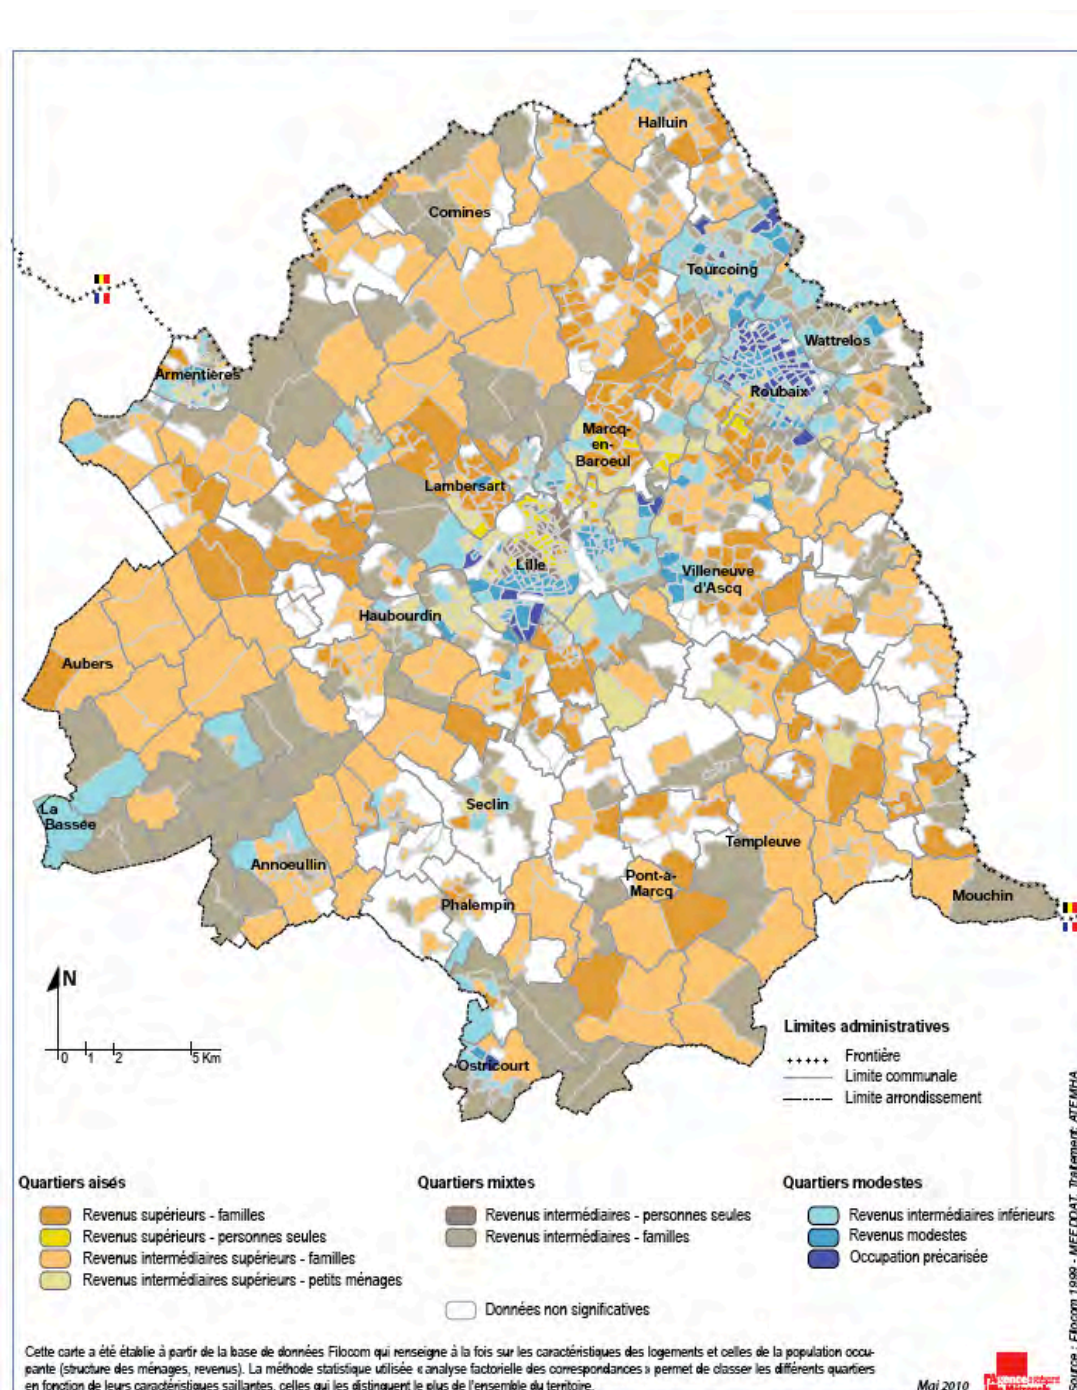 Halluin
Comines
Tourcoing
Wattrelos
Armentières
Roubaix
Marcq-
en-
Baroeul
Lambersart
Lille
Villeneuve
d'Ascq
Haubourdin
Aubers
La
Bassée
Seclin
Annoeullin
Templeuve
Pont-à-
Marcq
Phalempin
Mouchin
Ostricourt
N
0 1 2 5 Km
Limites administratives
Frontière
Limite communale
Limite arrondissement
Quartiers aisés
Revenus supérieurs - familles
Revenus supérieurs - personnes seules
Revenus intermédiaires supérieurs - familles
Revenus intermédiaires supérieurs - petits ménages
Quartiers mixtes
Revenus intermédiaires - personnes seules
Revenus intermédiaires - familles
Données non significatives
Quartiers modestes
Revenus intermédiaires inférieurs
Revenus modestes
Occupation précarisée
Cette carte a été établie à partir de la base de données Filocom qui renseigne à la fois sur les caractéristiques des logements et celles de la population occu-
pante (structure des ménages, revenus). La méthode statistique utilisée « analyse factorielle des correspondances » permet de classer les différents quartiers
en fonction de leurs caractéristiques saillantes, celles qui les distinguent le plus de l'ensemble du territoire.
Mai 2010
Source : Filocom 1999 - MEEDDAT. Traitement: ATEMHA